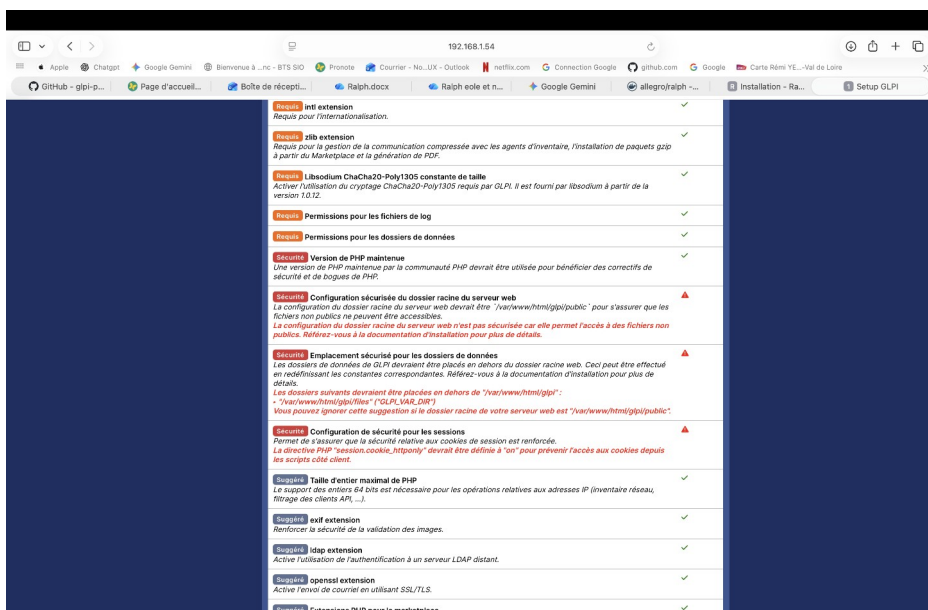 192.168.1.54
Apple Chatgpt Google Gemini Bienvenue à ...nc - BTS SIO Pronote Courrier - No...UX - Outlook netflix.com Connection Google github.com Google Carte Rémi YE...-Val de Loire
GitHub - glpi-p... Page d'accueil... Boîte de récepti... Ralph.docx Ralph eole et n... Google Gemini allegro/ralph -... Installation - Ra... Setup GLPI
Requis intl extension
Requis pour l'internationalisation.
Requis zlib extension
Requis pour la gestion de la communication compressée avec les agents d'inventaire, l'installation de paquets gzip
à partir du Marketplace et la génération de PDF.
Requis Libsodium ChaCha20-Poly1305 constante de taille
Activer l'utilisation du cryptage ChaCha20-Poly1305 requis par GLPI. Il est fourni par libsodium à partir de la
version 1.0.12.
Requis Permissions pour les fichiers de log
Requis Permissions pour les dossiers de données
Sécurité Version de PHP maintenue
Une version de PHP maintenue par la communauté PHP devrait être utilisée pour bénéficier des correctifs de
sécurité et de bogues de PHP.
Sécurité Configuration sécurisée du dossier racine du serveur web
La configuration du dossier racine du serveur web devrait être `/var/www/html/glpi/public` pour s'assurer que les
fichiers non publics ne peuvent être accessibles.
La configuration du dossier racine du serveur web n'est pas sécurisée car elle permet l'accès à des fichiers non
publics. Référez-vous à la documentation d'installation pour plus de détails.
Sécurité Emplacement sécurisé pour les dossiers de données
Les dossiers de données de GLPI devraient être placés en dehors du dossier racine web. Ceci peut être effectué
en redéfinissant les constantes correspondantes. Référez-vous à la documentation d'installation pour plus de
détails.
Les dossiers suivants devraient être placées en dehors de "/var/www/html/glpi" :
• "/var/www/html/glpi/files" ("GLPI_VAR_DIR")
Vous pouvez ignorer cette suggestion si le dossier racine de votre serveur web est "/var/www/html/glpi/public".
Sécurité Configuration de sécurité pour les sessions
Permet de s'assurer que la sécurité relative aux cookies de session est renforcée.
La directive PHP "session.cookie_httponly" devrait être définie à "on" pour prévenir l'accès aux cookies depuis
les scripts côté client.
Suggéré Taille d'entier maximal de PHP
Le support des entiers 64 bits est nécessaire pour les opérations relatives aux adresses IP (inventaire réseau,
filtrage des clients API, ...).
Suggéré exif extension
Renforcer la sécurité de la validation des images.
Suggéré ldap extension
Active l'utilisation de l'authentification à un serveur LDAP distant.
Suggéré openssl extension
Active l'envoi de courriel en utilisant SSL/TLS.
Suggéré Extensions PHP pour le marketplace